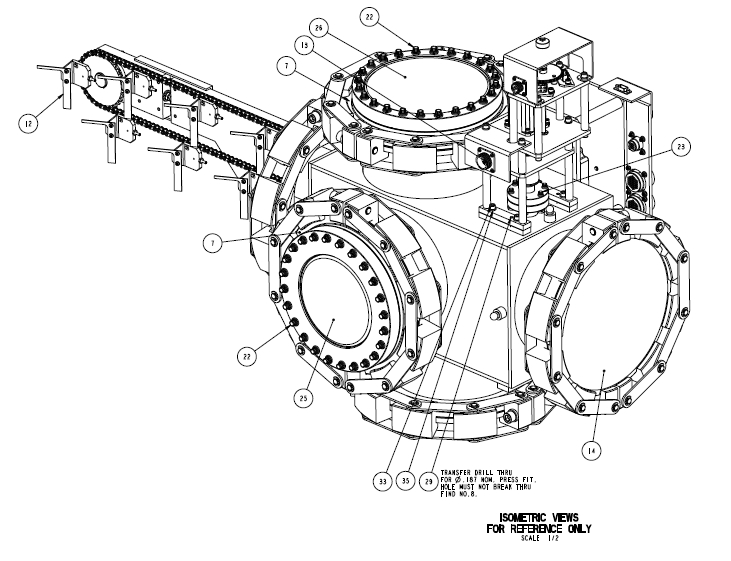 22
26
13
7
12
23
7
22
25
14
33
35
29
TRANSFER DRILL THRU
FOR Ø.187 NOM. PRESS FIT.
HOLE MUST NOT BREAK THRU
FIND NO.8.
ISOMETRIC VIEWS
FOR REFERENCE ONLY
SCALE 1/2